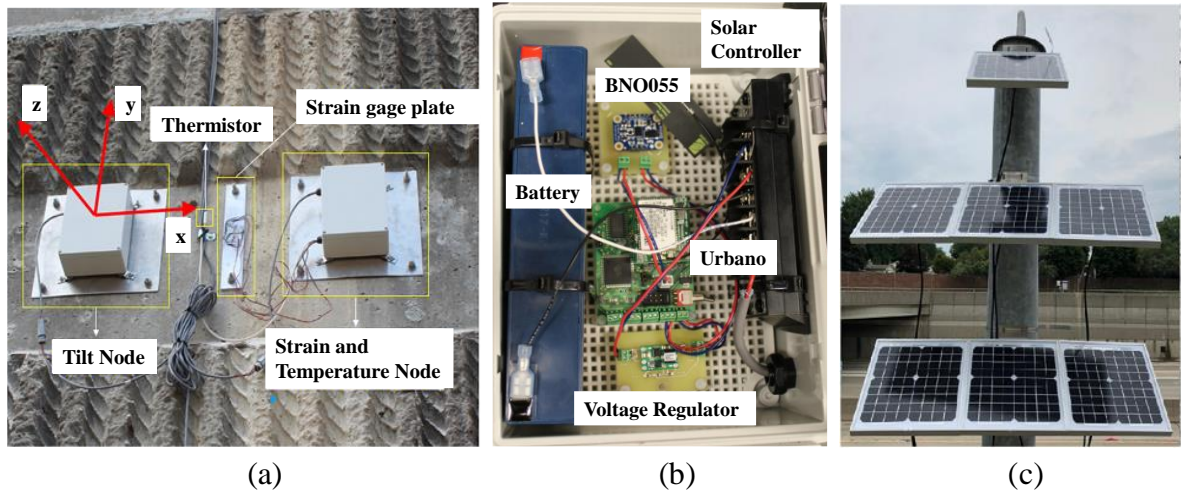 z
y
Thermistor
Strain gage plate
x
Tilt Node
Strain and
Temperature Node
Solar
Controller
BNO055
Battery
Urbano
Voltage Regulator
(a)
(b)
(c)